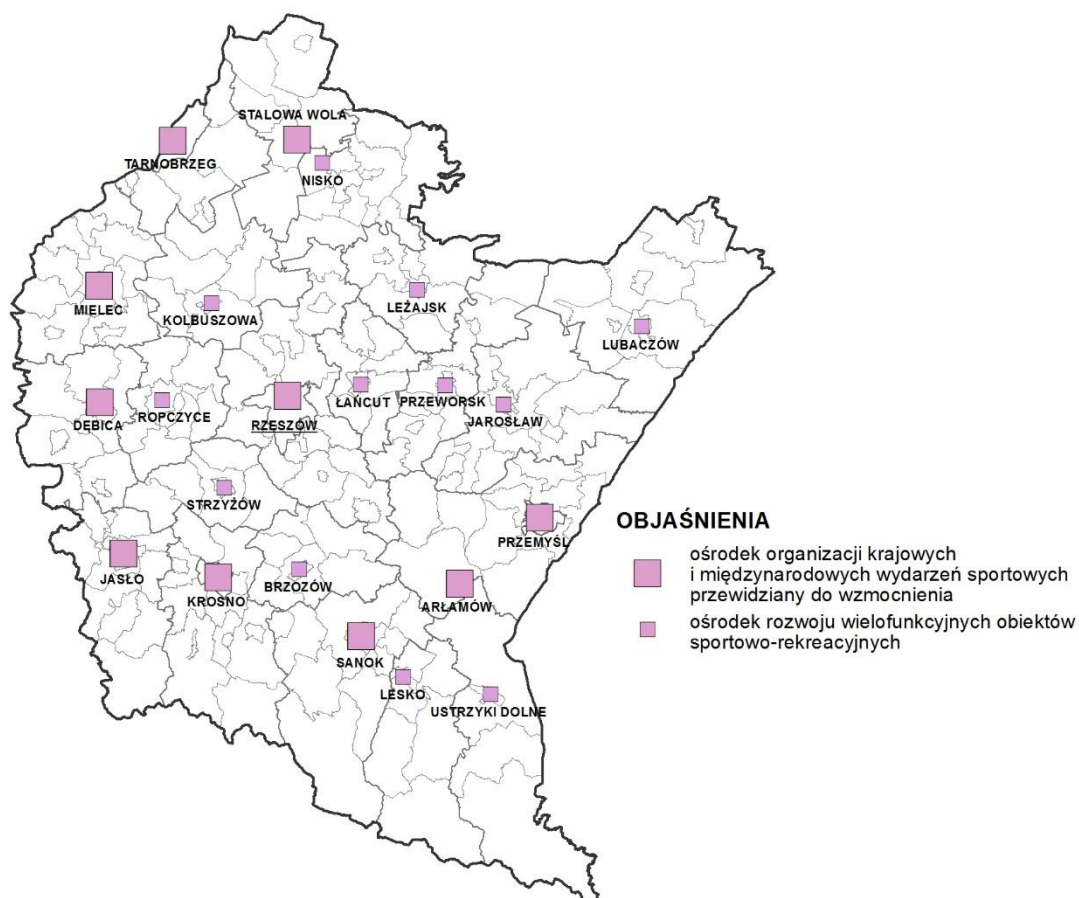 STALOWA WOLA
TARNOBRZEG
NISKO
MIELEC
KOLBUSZOWA
LEŻAJSK
LUBACZÓW
DĘBICA
ROPCZYCE
RZESZÓW
ŁAŃCUT
PRZEWORSK
JAROSŁAW
STRZYŻÓW
PRZEMYŚL
JASŁO
KROSNO
BRZOZÓW
ARŁAMÓW
SANOK
LESKO
USTRZYKI DOLNE
OBJAŚNIENIA
ośrodek organizacji krajowych
i międzynarodowych wydarzeń sportowych
przewidziany do wzmocnienia
ośrodek rozwoju wielofunkcyjnych obiektów
sportowo-rekreacyjnych